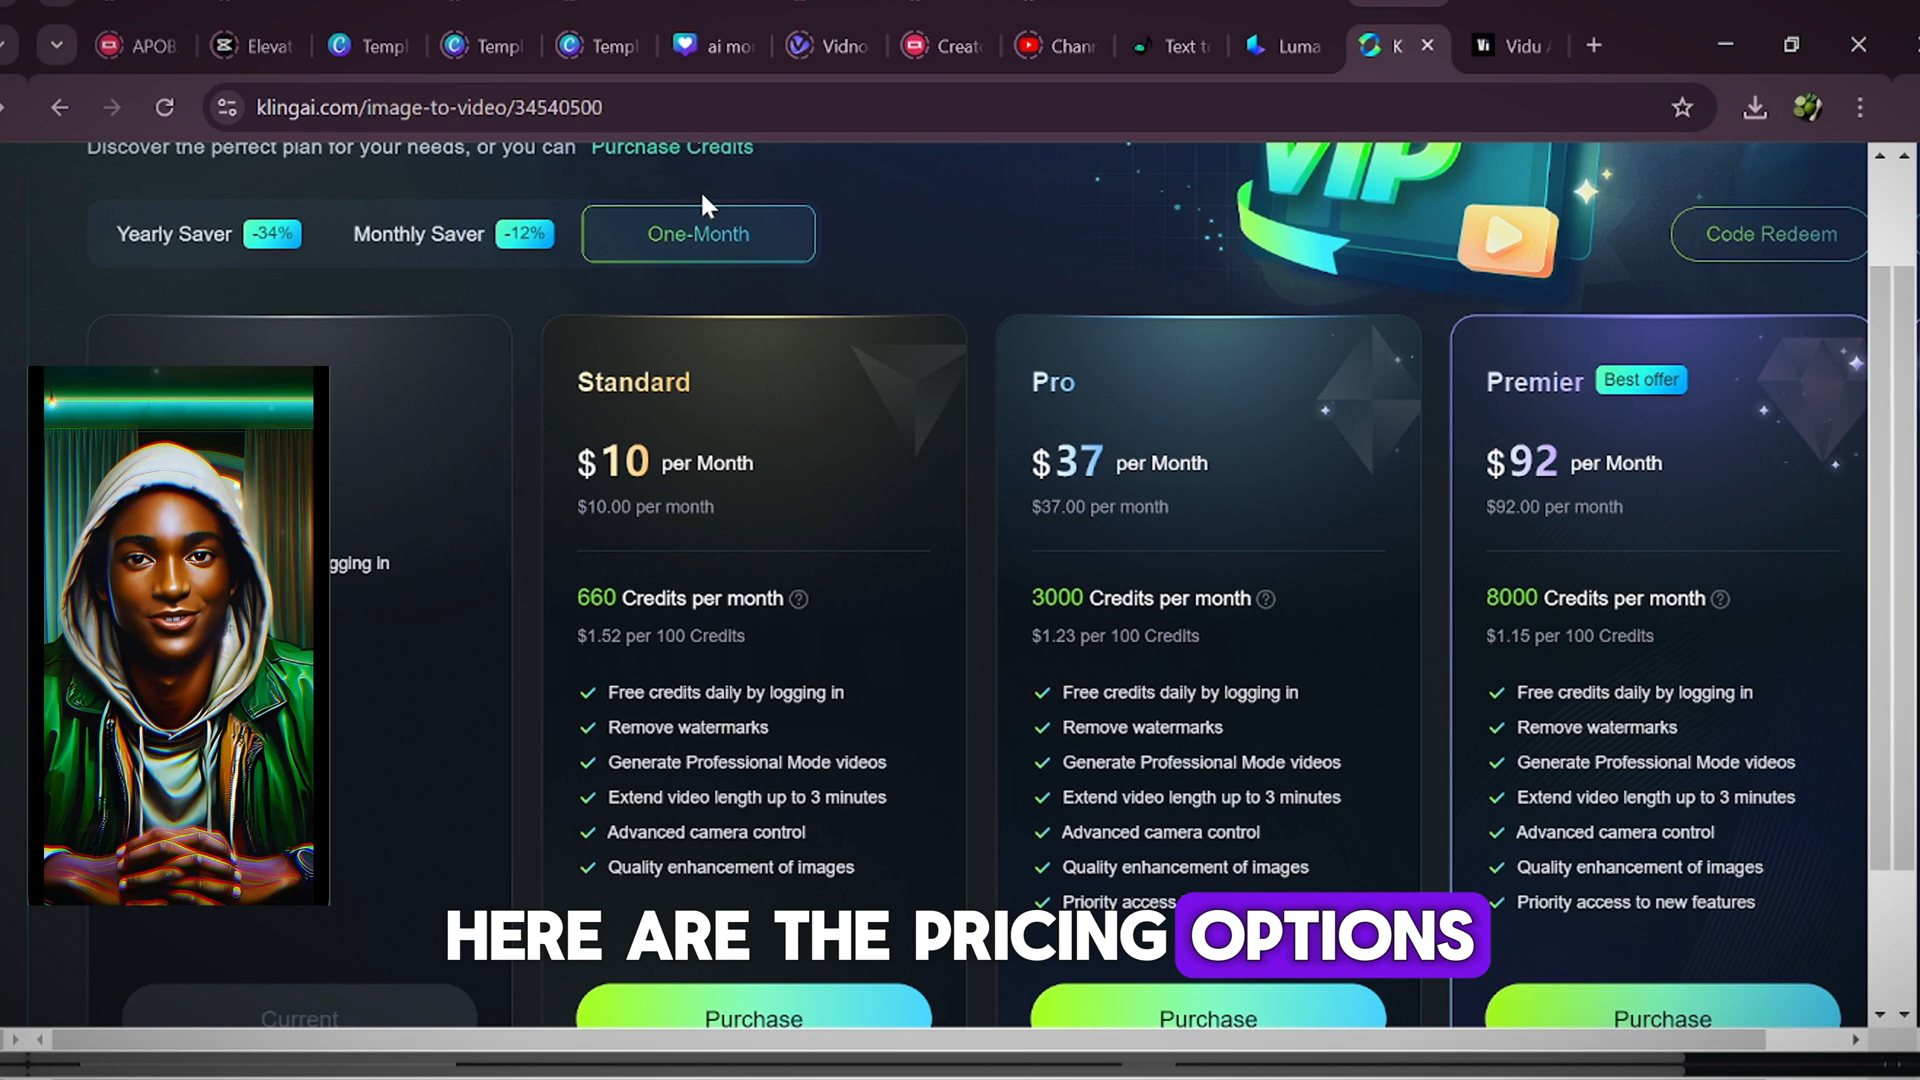 APOB
Elevat
Templ
Templ
Templ
ai mo
Vidno
Create
Chann
Text to
Luma
K
Vidu
klingai.com/image-to-video/34540500
Discover the perfect plan for your needs, or you can Purchase Credits
VIP
Yearly Saver -34% Monthly Saver -12% One-Month
Code Redeem
Standard
$10 per Month
$10.00 per month
660 Credits per month
$1.52 per 100 Credits
Free credits daily by logging in
Remove watermarks
Generate Professional Mode videos
Extend video length up to 3 minutes
Advanced camera control
Quality enhancement of images
Purchase
Pro
$37 per Month
$37.00 per month
3000 Credits per month
$1.23 per 100 Credits
Free credits daily by logging in
Remove watermarks
Generate Professional Mode videos
Extend video length up to 3 minutes
Advanced camera control
Quality enhancement of images
Priority access
Purchase
Premier Best offer
$92 per Month
$92.00 per month
8000 Credits per month
$1.15 per 100 Credits
Free credits daily by logging in
Remove watermarks
Generate Professional Mode videos
Extend video length up to 3 minutes
Advanced camera control
Quality enhancement of images
Priority access to new features
Purchase
gging in
Current
HERE ARE THE PRICING OPTIONS